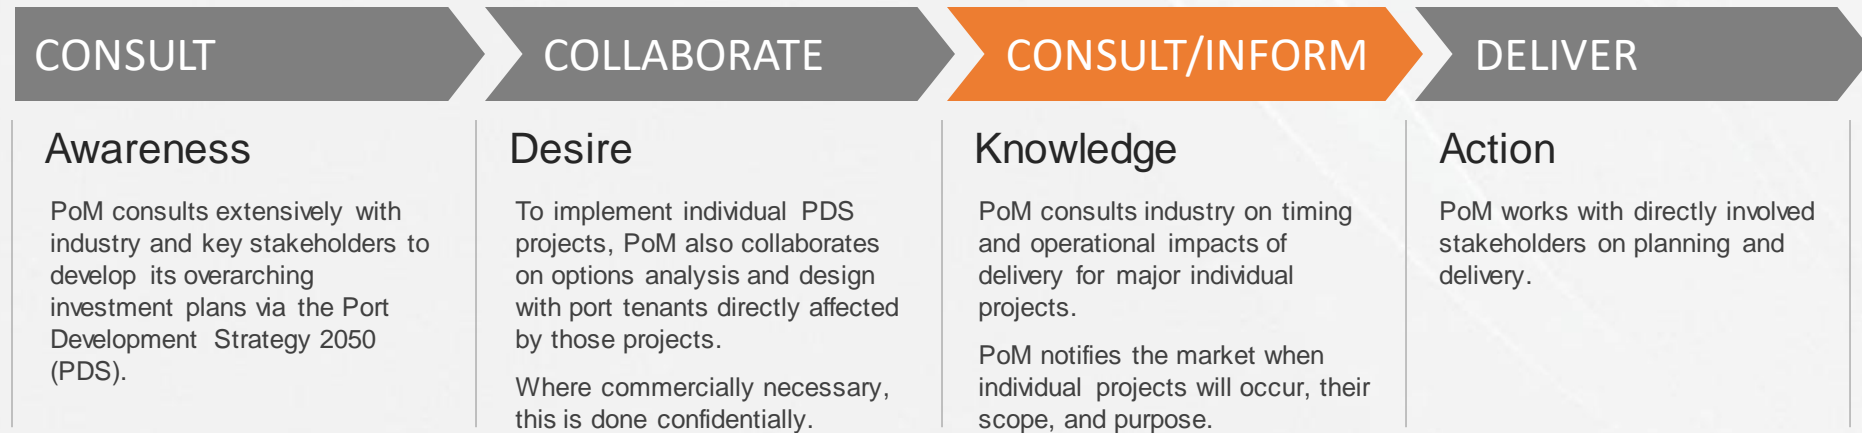 CONSULT
COLLABORATE
CONSULT/INFORM
DELIVER
Awareness
PoM consults extensively with
industry and key stakeholders to
develop its overarching
investment plans via the Port
Development Strategy 2050
(PDS).
Desire
To implement individual PDS
projects, PoM also collaborates
on options analysis and design
with port tenants directly affected
by those projects.
Where commercially necessary,
this is done confidentially.
Knowledge
PoM consults industry on timing
and operational impacts of
delivery for major individual
projects.
PoM notifies the market when
individual projects will occur, their
scope, and purpose.
Action
PoM works with directly involved
stakeholders on planning and
delivery.